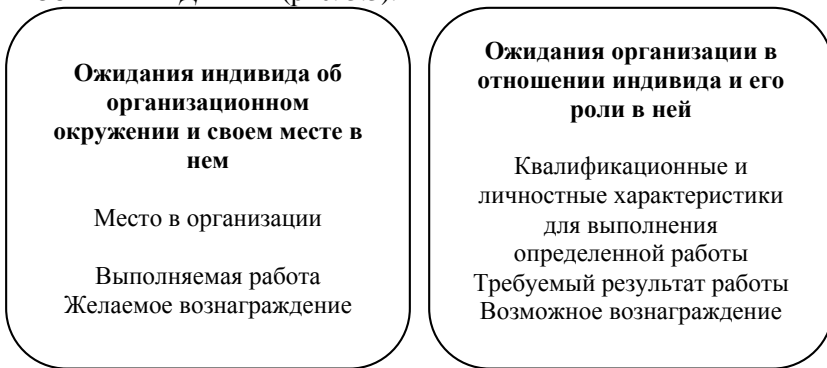 Ожидания индивида об
организационном
окружении и своем месте в
нем
Место в организации
Выполняемая работа
Желаемое вознаграждение
Ожидания организации в
отношении индивида и его
роли в ней
Квалификационные и
личностные характеристики
для выполнения
определенной работы
Требуемый результат работы
Возможное вознаграждение